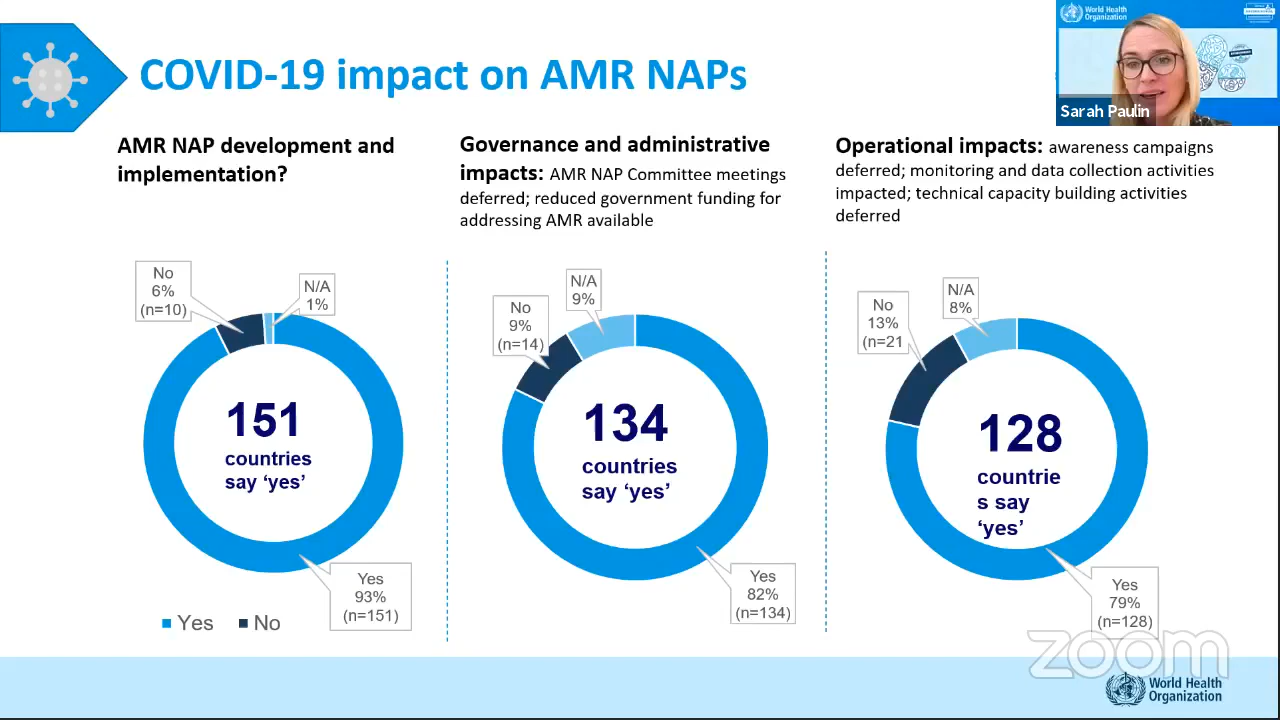 COVID-19 impact on AMR NAPs
World Health
Organization
Sarah Paulin
AMR NAP development and
implementation?
Governance and administrative
impacts: AMR NAP Committee meetings
deferred; reduced government funding for
addressing AMR available
Operational impacts: awareness campaigns
deferred; monitoring and data collection activities
impacted; technical capacity building activities
deferred
No
6%
(n=10)
N/A
1%
151
countries
say ‘yes’
Yes
93%
(n=151)
Yes
No
No
9%
(n=14)
N/A
9%
134
countries
say ‘yes’
Yes
82%
(n=134)
No
13%
(n=21
N/A
8%
128
countrie
s say
‘yes’
Yes
79%
(n=128)
zoom
World Health
Organization